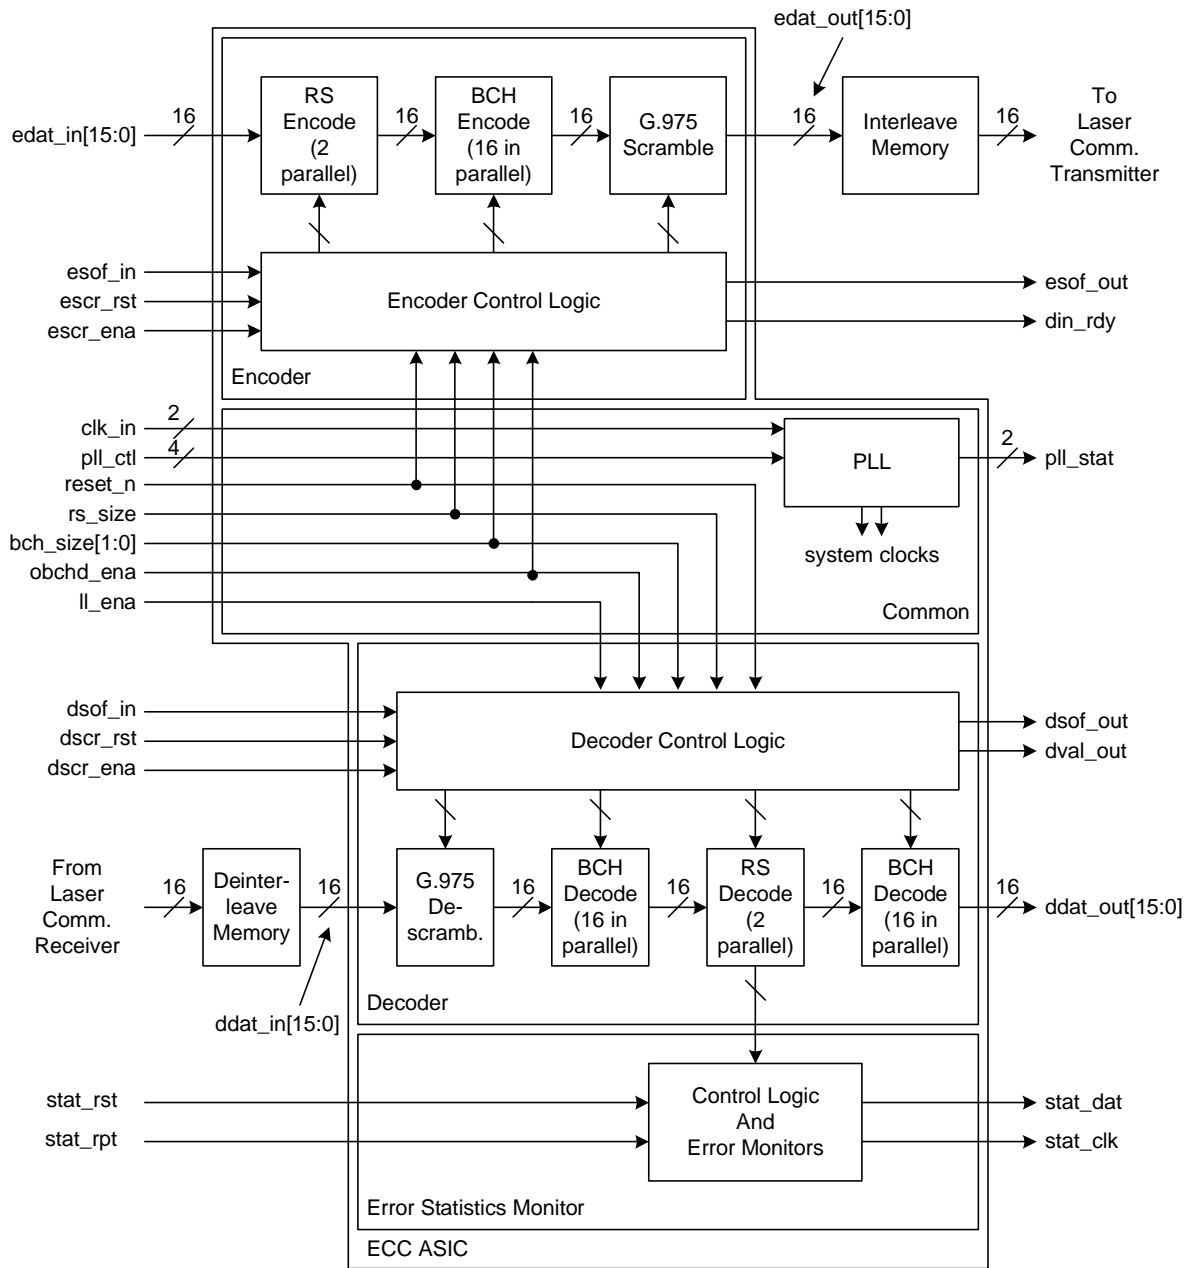 edat_out[15:0]
edat_in[15:0]
16
RS
Encode
(2
parallel)
16
BCH
Encode
(16 in
parallel)
16
G.975
Scramble
16
Interleave
Memory
16
To
Laser
Comm.
Transmitter
esof_in
escr_rst
escr_ena
Encoder Control Logic
esof_out
din_rdy
Encoder
clk_in
2
pll_ctl
4
reset_n
rs_size
bch_size[1:0]
obchd_ena
ll_ena
PLL
2
pll_stat
system clocks
Common
dsof_in
dscr_rst
dscr_ena
Decoder Control Logic
dsof_out
dval_out
From
Laser
Comm.
Receiver
16
Deinter-
leave
Memory
16
G.975
De-
scramb.
16
BCH
Decode
(16 in
parallel)
16
RS
Decode
(2
parallel)
16
BCH
Decode
(16 in
parallel)
16
ddat_out[15:0]
Decoder
ddat_in[15:0]
stat_rst
stat_rpt
Control Logic
And
Error Monitors
stat_dat
stat_clk
Error Statistics Monitor
ECC ASIC